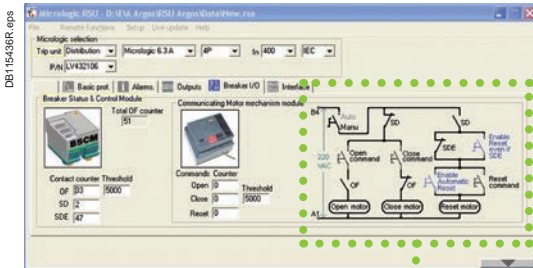 DB115436R.eps
Micrologic RSU - D:\E\A Argos\RSU Argos\Data\New.rsu
File Remote functions Setup Live update Help
Micrologic selection
Trip unit Distribution Micrologic 6.3 A 4P In 400 IEC
P/N LV432106
Basic prot. Alarms. Outputs Breaker I/O Interface
Breaker Status & Control Module
Total OF counter
51
BSCM
Contact counter Threshold
OF 03 5000
SD 2
SDE 47
Communicating Motor mechanism module
Commands Counter
Open 0 Threshold
Close 0 5000
Reset 0
B4
Auto
Manu
SD
SD
220
VAC
Open
command
Close
command
SDE
Enable
Reset
even if
SDE
Enable
Automatic
Reset
Reset
command
OF
OF
A1
Open motor
Close motor
Reset motor